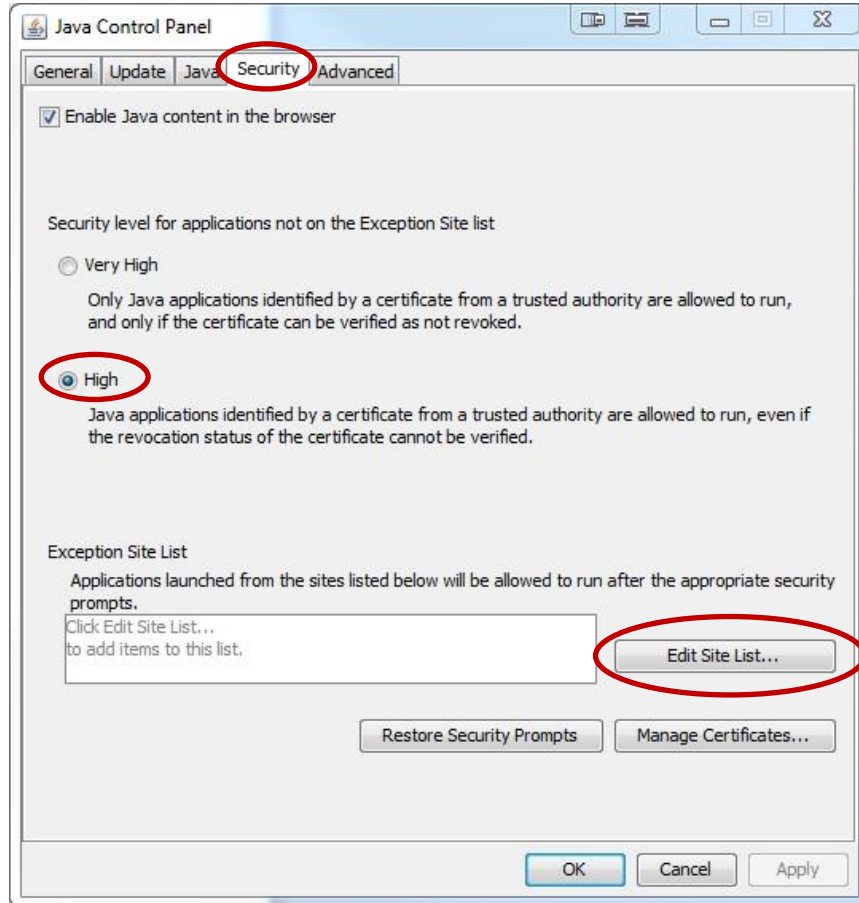 Java Control Panel
General Update Java Security Advanced
Enable Java content in the browser
Security level for applications not on the Exception Site list
Very High
Only Java applications identified by a certificate from a trusted authority are allowed to run,
and only if the certificate can be verified as not revoked.
High
Java applications identified by a certificate from a trusted authority are allowed to run, even if
the revocation status of the certificate cannot be verified.
Exception Site List
Applications launched from the sites listed below will be allowed to run after the appropriate security
prompts.
Click Edit Site List...
to add items to this list.
Edit Site List...
Restore Security Prompts Manage Certificates...
OK Cancel Apply